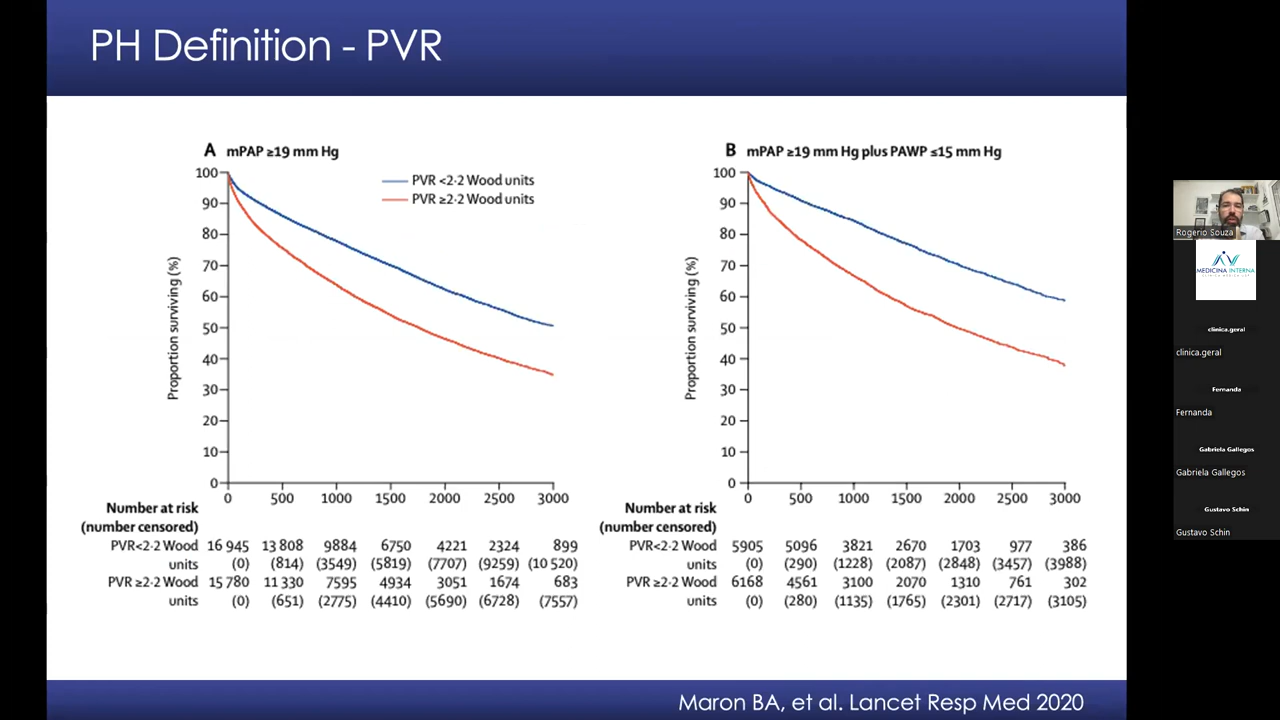 PH Definition - PVR
A mPAP ≥19 mm Hg
PVR <2·2 Wood units
PVR ≥2·2 Wood units
Proportion surviving (%)
100
90
80
70
60
50
40
30
20
10
0
0 500 1000 1500 2000 2500 3000
Number at risk
(number censored)
PVR<2·2 Wood 16 945 13 808 9884 6750 4221 2324 899
units (0) (814) (3549) (5819) (7707) (9259) (10 520)
PVR ≥2·2 Wood 15 780 11 330 7595 4934 3051 1674 683
units (0) (651) (2775) (4410) (5690) (6728) (7557)
B mPAP ≥19 mm Hg plus PAWP ≤15 mm Hg
Proportion surviving (%)
100
90
80
70
60
50
40
30
20
10
0
0 500 1000 1500 2000 2500 3000
Number at risk
(number censored)
PVR<2·2 Wood 5905 5096 3821 2670 1703 977 386
units (0) (290) (1228) (2087) (2848) (3457) (3988)
PVR ≥2·2 Wood 6168 4561 3100 2070 1310 761 302
units (0) (280) (1135) (1765) (2301) (2717) (3105)
Maron BA, et al. Lancet Resp Med 2020
Rogerio Souza
MEDICINA INTERNA
clinica.geral
clinica.geral
Fernanda
Fernanda
Gabriela Gallegos
Gabriela Gallegos
Gustavo Schin
Gustavo Schin